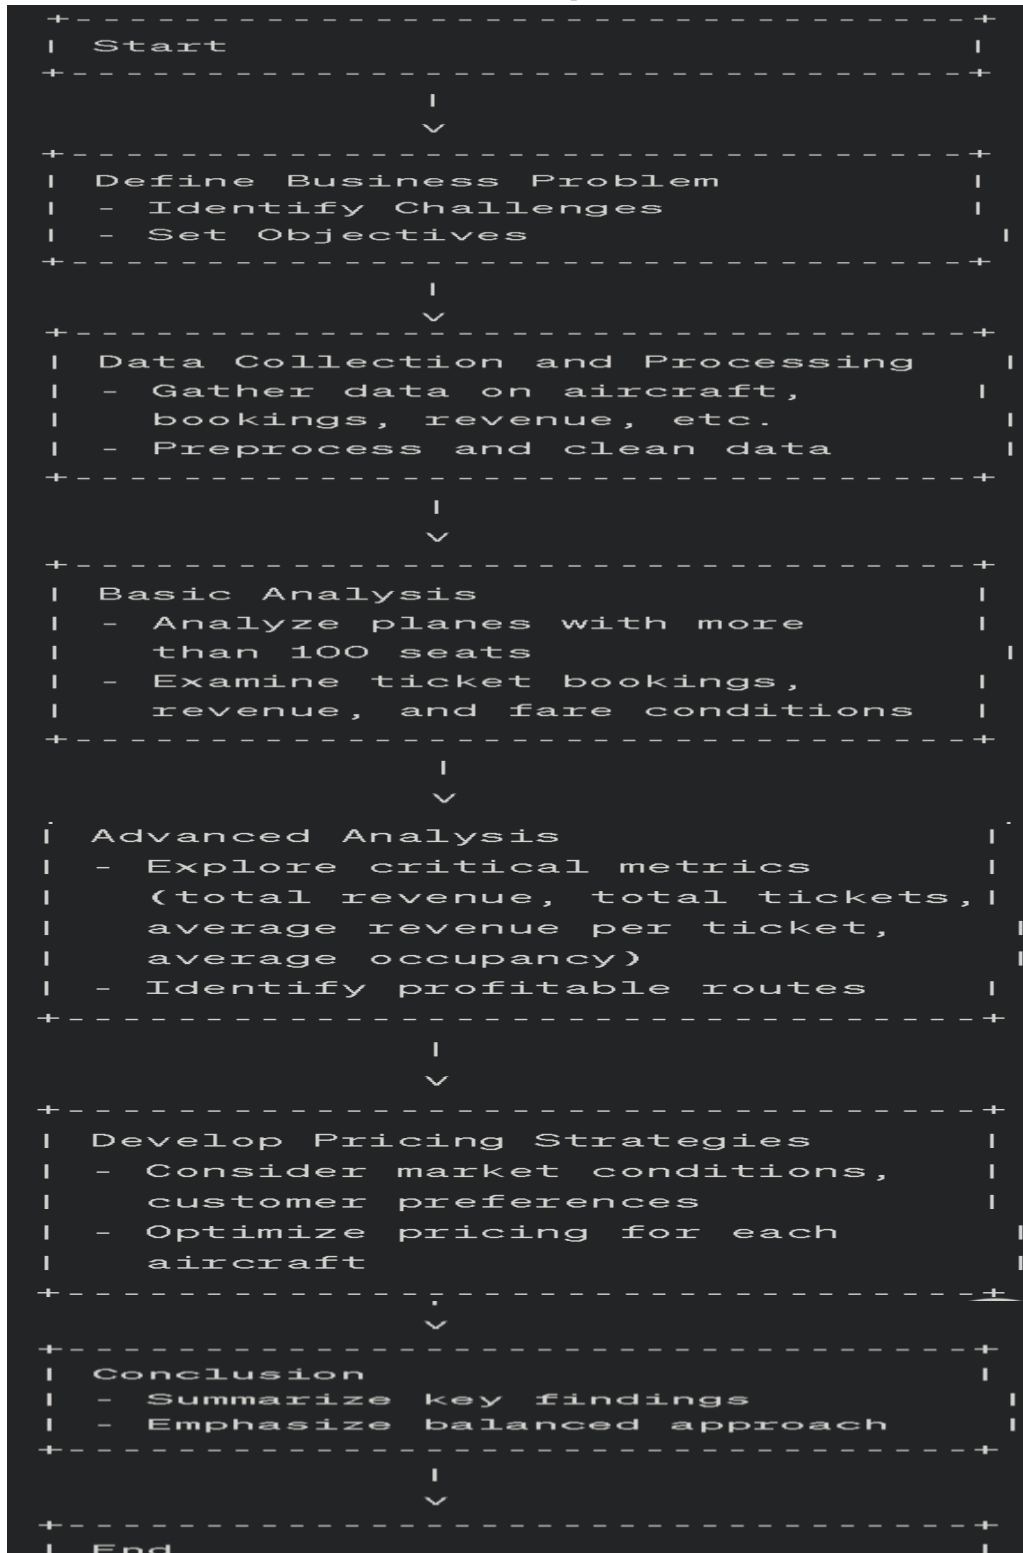 Start
Define Business Problem
- Identify Challenges
- Set Objectives
Data Collection and Processing
- Gather data on aircraft,
bookings, revenue, etc.
- Preprocess and clean data
Basic Analysis
- Analyze planes with more
than 100 seats
- Examine ticket bookings,
revenue, and fare conditions
Advanced Analysis
- Explore critical metrics
(total revenue, total tickets,
average revenue per ticket,
average occupancy)
- Identify profitable routes
Develop Pricing Strategies
- Consider market conditions,
customer preferences
- Optimize pricing for each
aircraft
Conclusion
- Summarize key findings
- Emphasize balanced approach
End